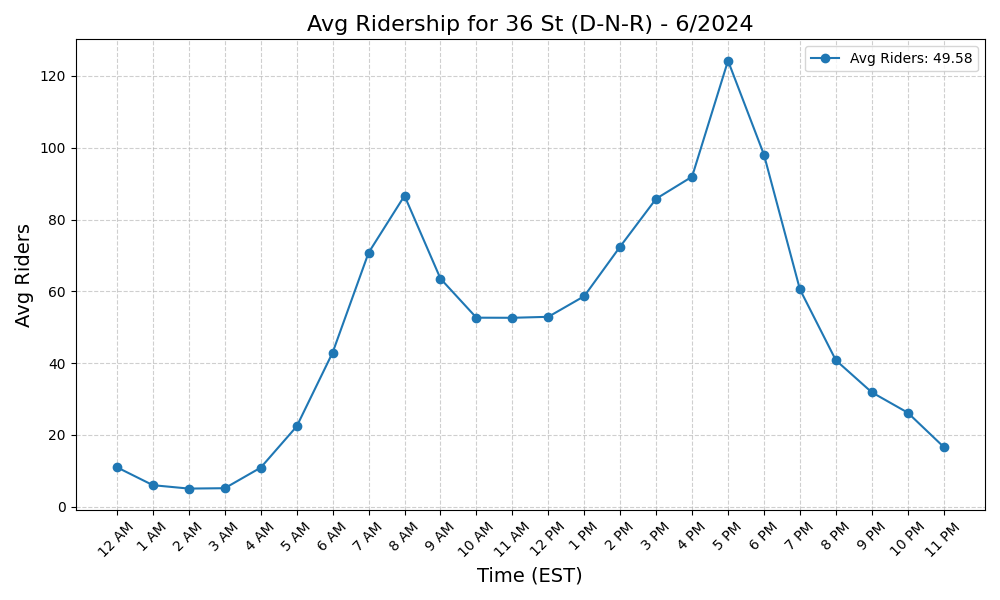 Avg Ridership for 36 St (D-N-R) - 6/2024
Avg Riders: 49.58
Avg Riders
120
100
80
60
40
20
0
12 AM
1 AM
2 AM
3 AM
4 AM
5 AM
6 AM
7 AM
8 AM
9 AM
10 AM
11 AM
12 PM
1 PM
2 PM
3 PM
4 PM
5 PM
6 PM
7 PM
8 PM
9 PM
10 PM
11 PM
Time (EST)